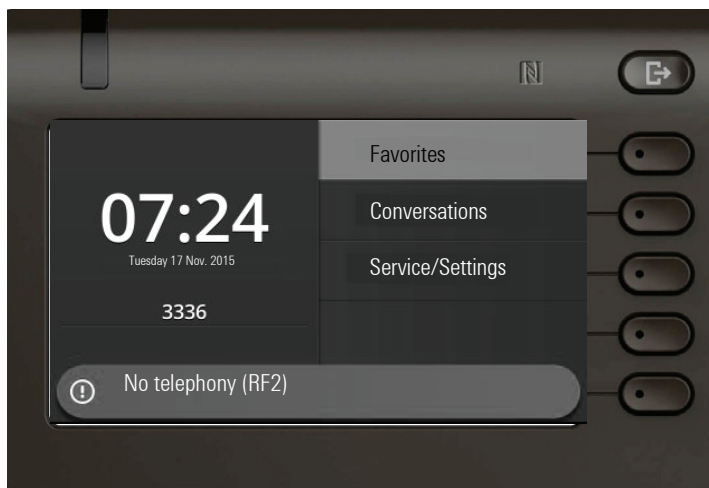 Favorites
07:24
Conversations
Tuesday 17 Nov. 2015
Service/Settings
3336
No telephony (RF2)